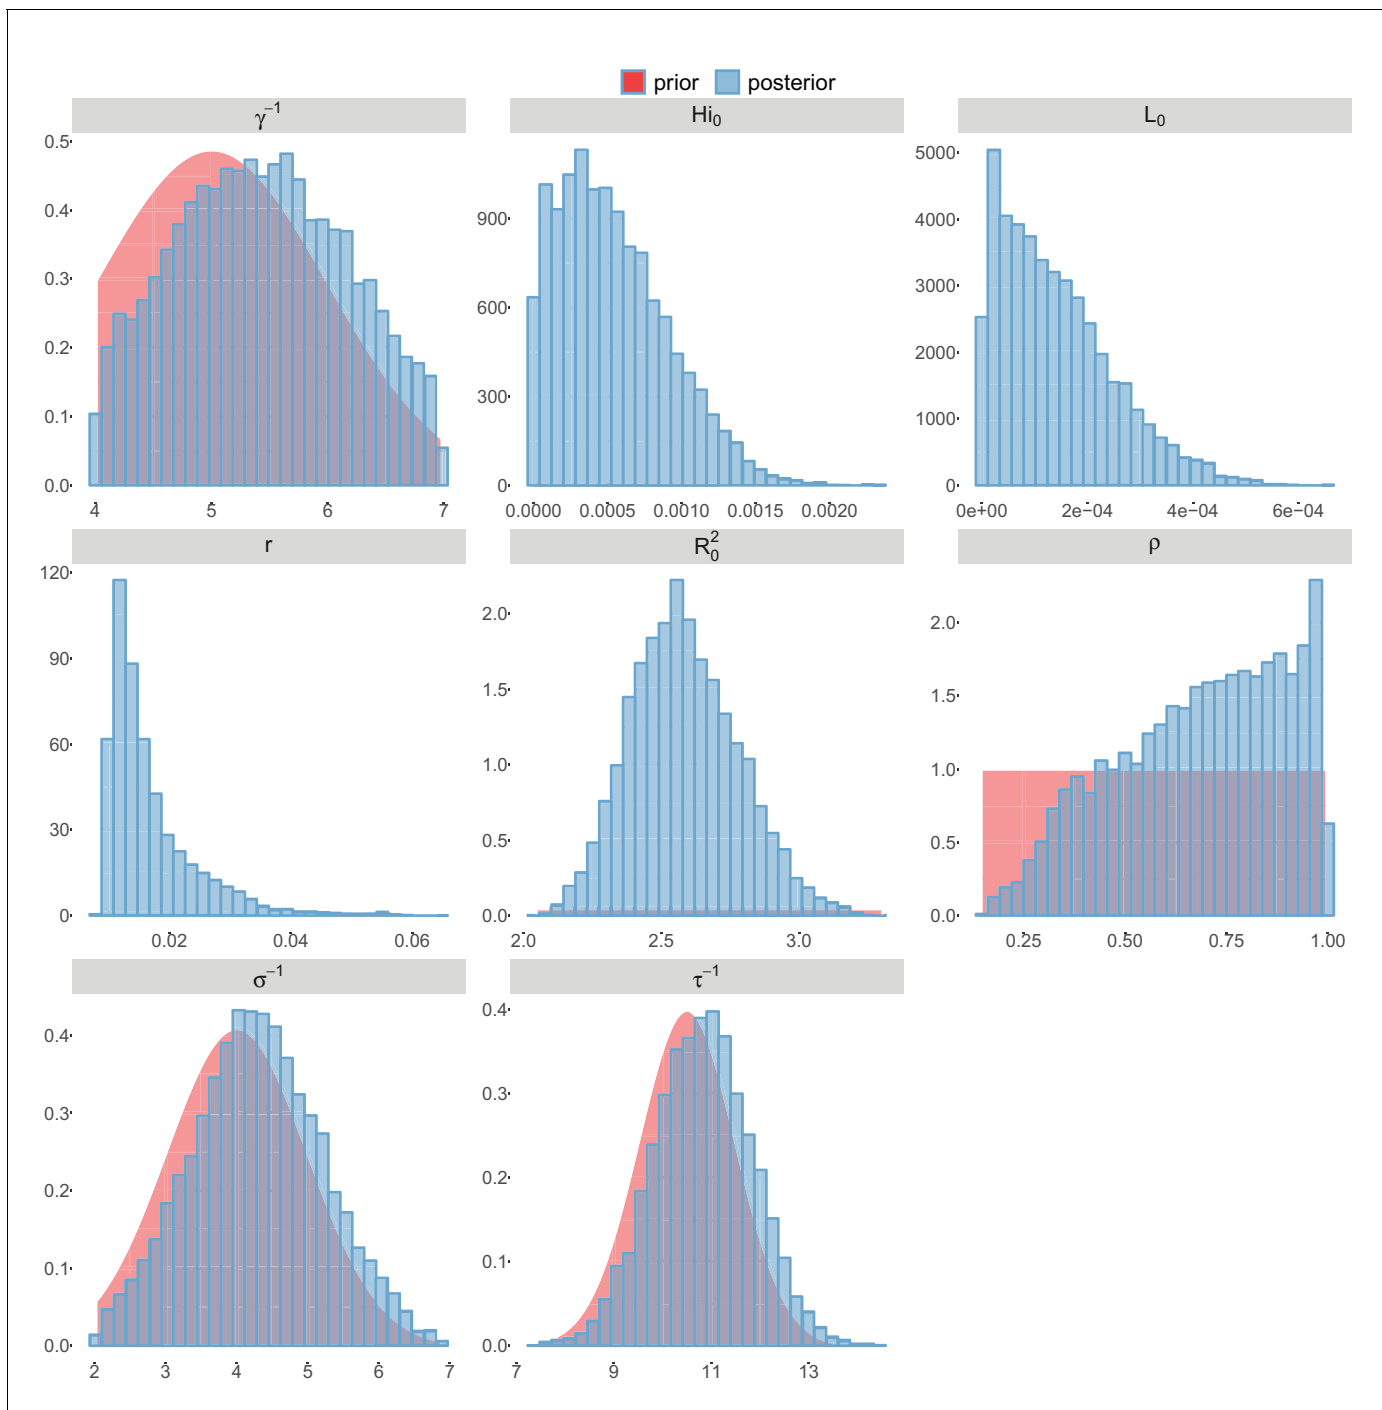 prior posterior
γ⁻¹ Hi₀ L₀
0.5 0.4 0.3 0.2 0.1 0.0
4 5 6 7
900 600 300 0
0.0000 0.0005 0.0010 0.0015 0.0020
5000 4000 3000 2000 1000 0
0e+00 2e−04 4e−04 6e−04
r R₀² ρ
120 90 60 30 0
0.02 0.04 0.06
2.0 1.5 1.0 0.5 0.0
2.0 2.5 3.0
2.0 1.5 1.0 0.5 0.0
0.25 0.50 0.75 1.00
σ⁻¹ τ⁻¹
0.4 0.3 0.2 0.1 0.0
2 3 4 5 6 7
0.4 0.3 0.2 0.1 0.0
7 9 11 13